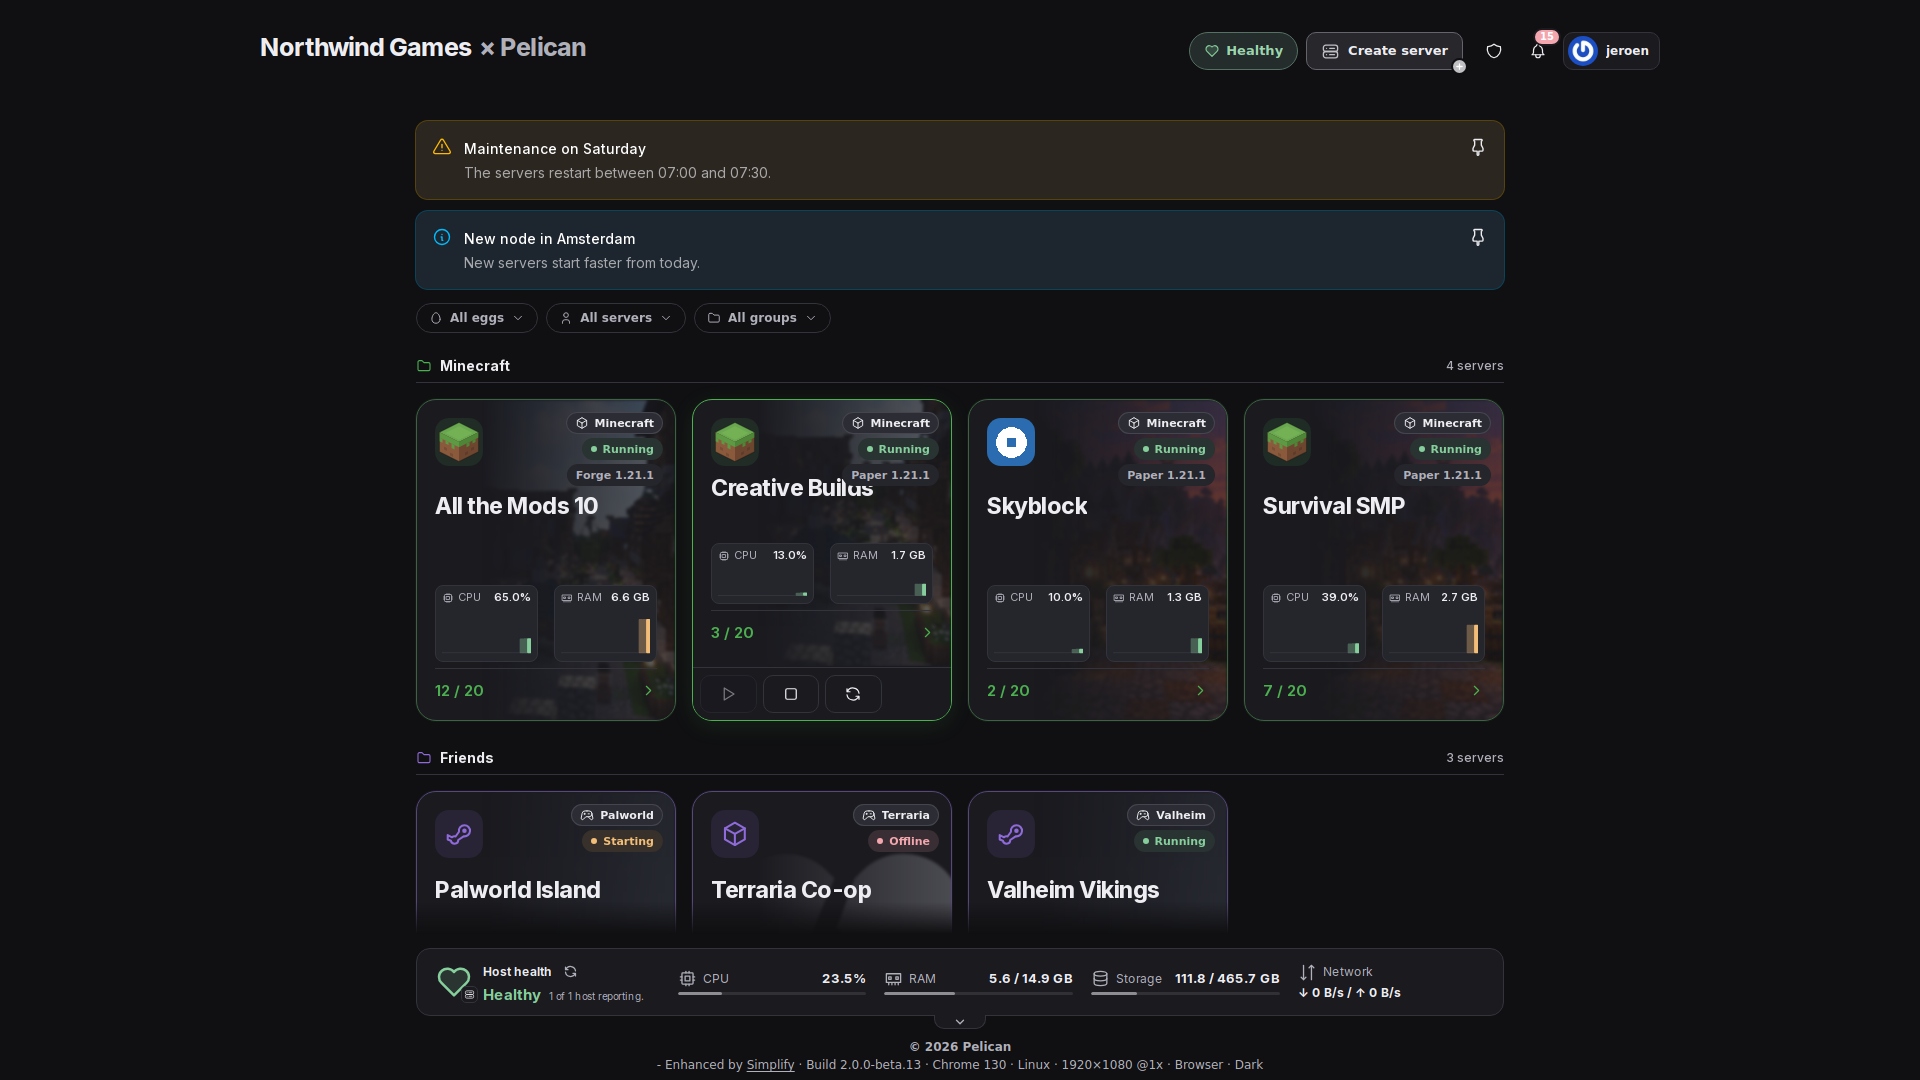 Northwind Games × Pelican
Healthy
Create server
15
jeroen
Maintenance on Saturday
The servers restart between 07:00 and 07:30.
New node in Amsterdam
New servers start faster from today.
All eggs
All servers
All groups
Minecraft
4 servers
Minecraft
Running
Forge 1.21.1
All the Mods 10
CPU 65.0%
RAM 6.6 GB
12 / 20
Minecraft
Running
Paper 1.21.1
Creative Builds
CPU 13.0%
RAM 1.7 GB
3 / 20
Minecraft
Running
Paper 1.21.1
Skyblock
CPU 10.0%
RAM 1.3 GB
2 / 20
Minecraft
Running
Paper 1.21.1
Survival SMP
CPU 39.0%
RAM 2.7 GB
7 / 20
Friends
3 servers
Palworld
Starting
Palworld Island
Terraria
Offline
Terraria Co-op
Valheim
Running
Valheim Vikings
Host health
Healthy 1 of 1 host reporting.
CPU 23.5%
RAM 5.6 / 14.9 GB
Storage 111.8 / 465.7 GB
Network
↓ 0 B/s / ↑ 0 B/s
© 2026 Pelican
- Enhanced by Simplify · Build 2.0.0-beta.13 · Chrome 130 · Linux · 1920×1080 @1x · Browser · Dark